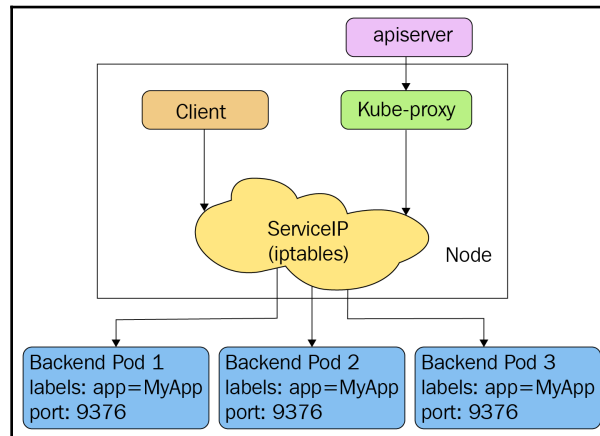 apiserver
Client
Kube-proxy
ServiceIP
(iptables)
Node
Backend Pod 1
labels: app=MyApp
port: 9376
Backend Pod 2
labels: app=MyApp
port: 9376
Backend Pod 3
labels: app=MyApp
port: 9376